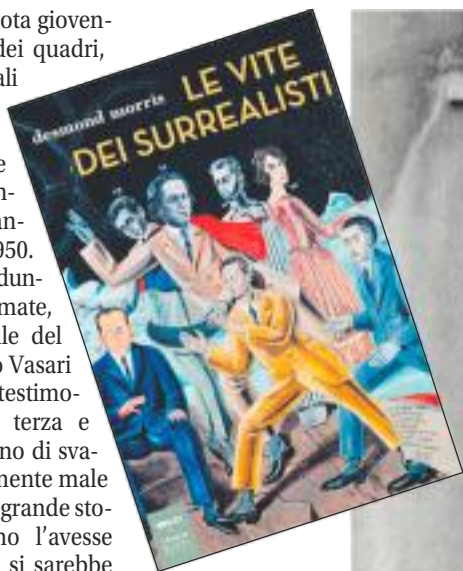 ota gioven-
dei quadri,
ali
e
n-
an-
950.
dun-
mate,
le del
o Vasari
testimo-
terza e
no di sva-
mente male
grande sto-
no l'avesse
si sarebbe
desmond morris
LE VITE
DEI SURREALISTI